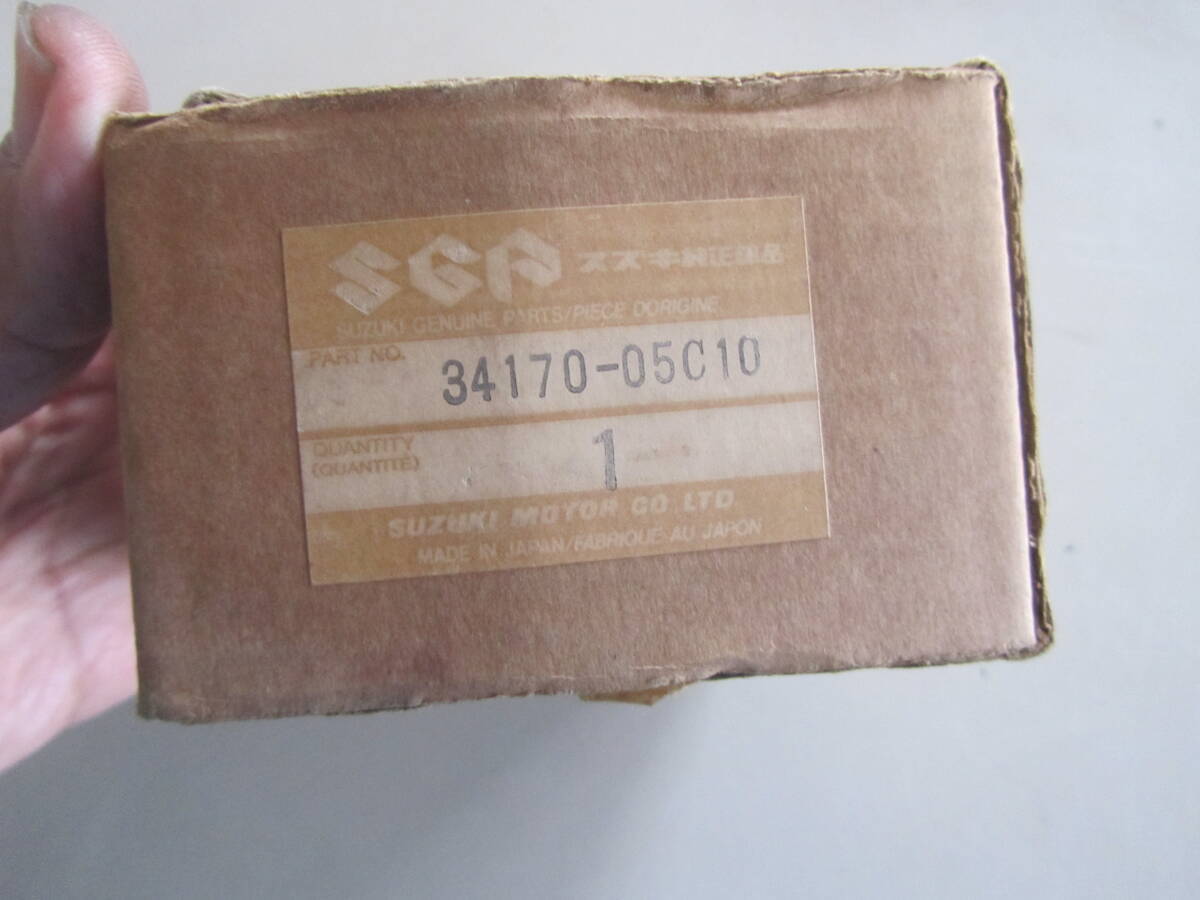 SGP スズキ純正部品
SUZUKI GENUINE PARTS/PIECE DORIGINE
PART NO. 34170-05C10
QUANTITY 1
(QUANTITÉ)
SUZUKI MOTOR CO. LTD
MADE IN JAPAN/FABRIQUE AU JAPON